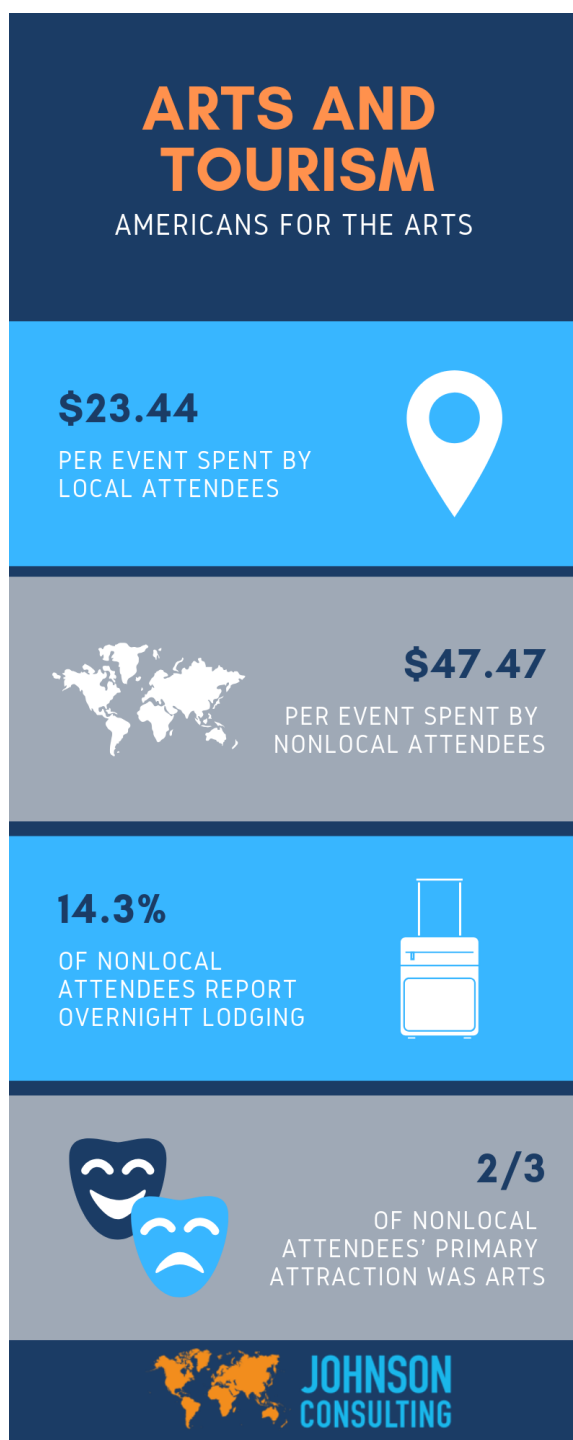 ARTS AND
TOURISM
AMERICANS FOR THE ARTS
$23.44
PER EVENT SPENT BY
LOCAL ATTENDEES
$47.47
PER EVENT SPENT BY
NONLOCAL ATTENDEES
14.3%
OF NONLOCAL
ATTENDEES REPORT
OVERNIGHT LODGING
2/3
OF NONLOCAL
ATTENDEES' PRIMARY
ATTRACTION WAS ARTS
JOHNSON
CONSULTING